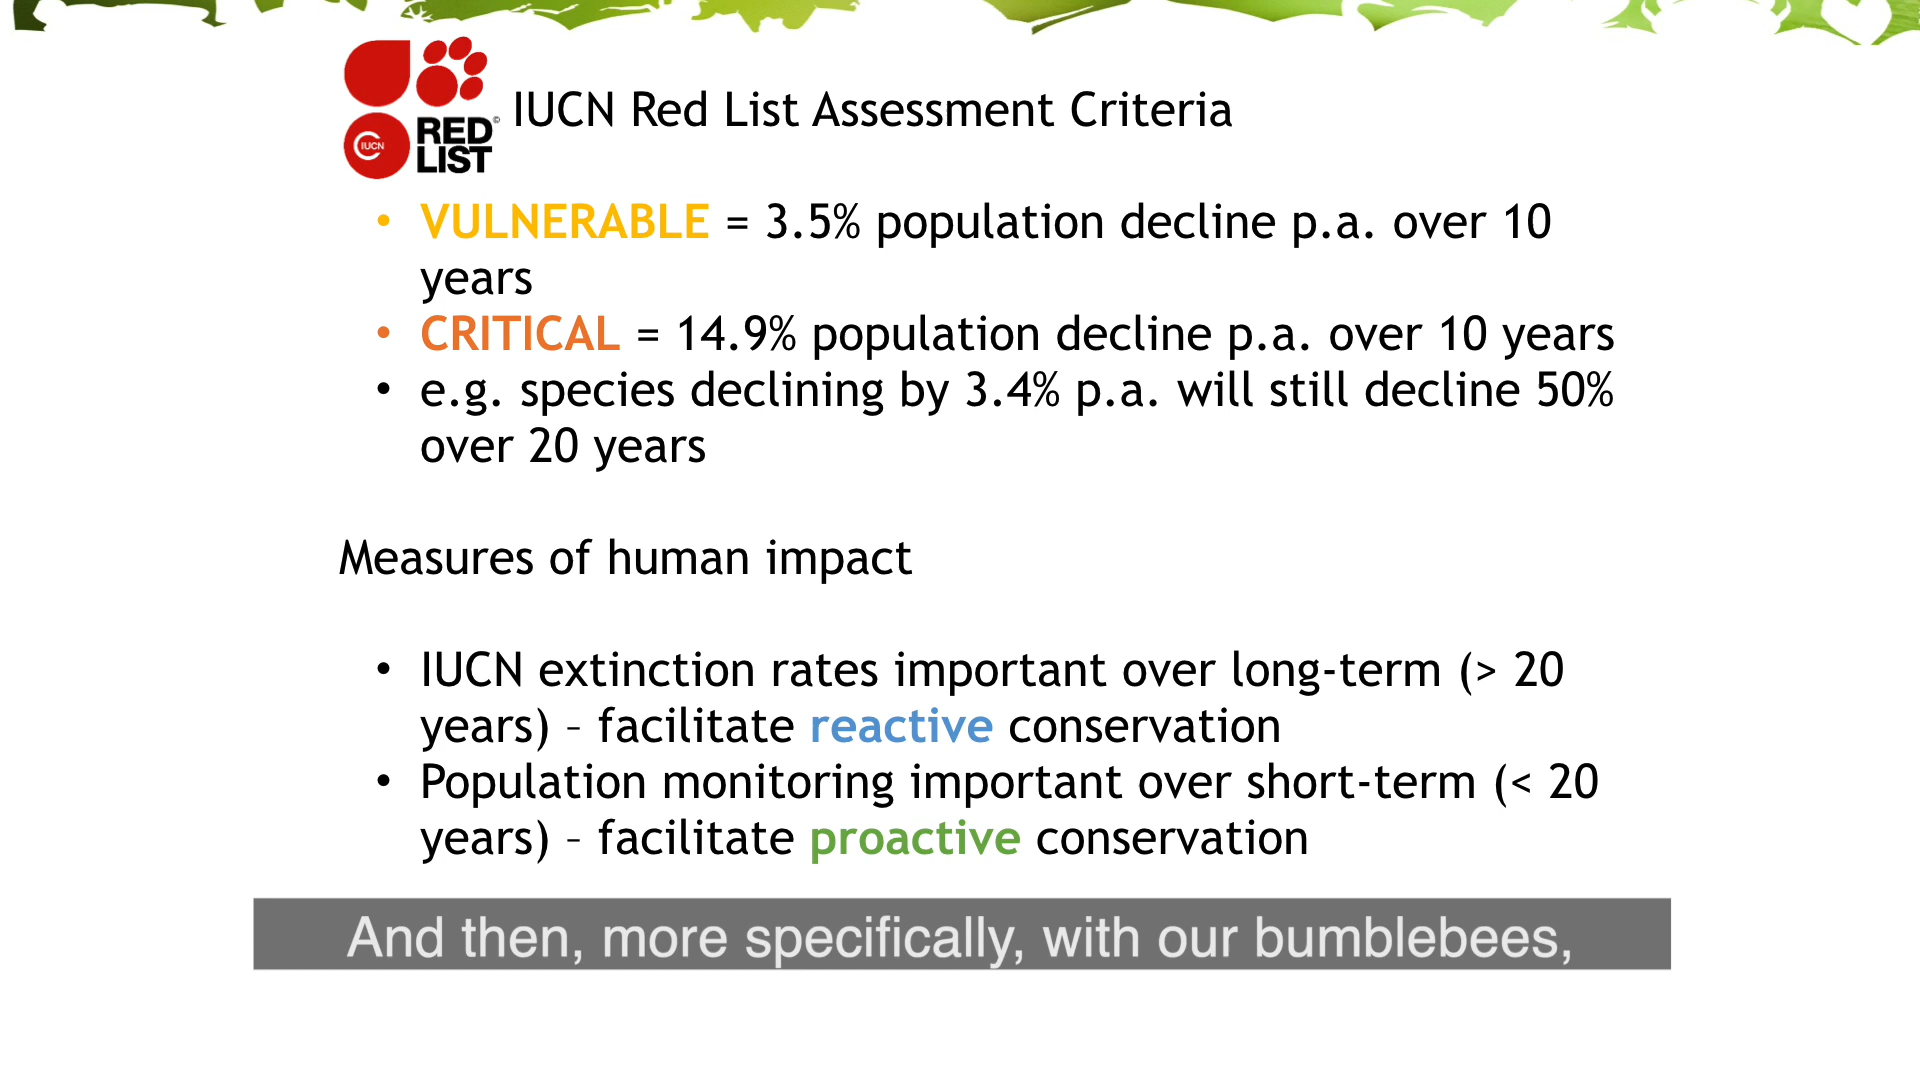 IUCN
RED
LIST
©
IUCN Red List Assessment Criteria
• VULNERABLE = 3.5% population decline p.a. over 10
years
• CRITICAL = 14.9% population decline p.a. over 10 years
• e.g. species declining by 3.4% p.a. will still decline 50%
over 20 years
Measures of human impact
• IUCN extinction rates important over long-term (> 20
years) – facilitate reactive conservation
• Population monitoring important over short-term (< 20
years) – facilitate proactive conservation
And then, more specifically, with our bumblebees,